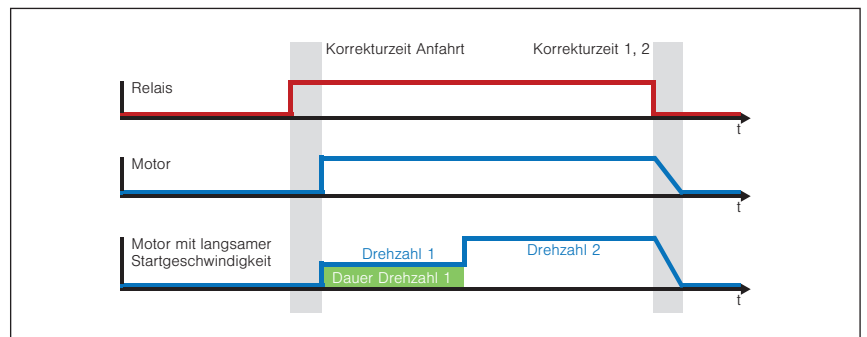 Korrekturzeit Anfahrt
Korrekturzeit 1, 2
Relais
t
Motor
t
Motor mit langsamer
Startgeschwindigkeit
Drehzahl 1
Drehzahl 2
Dauer Drehzahl 1
t